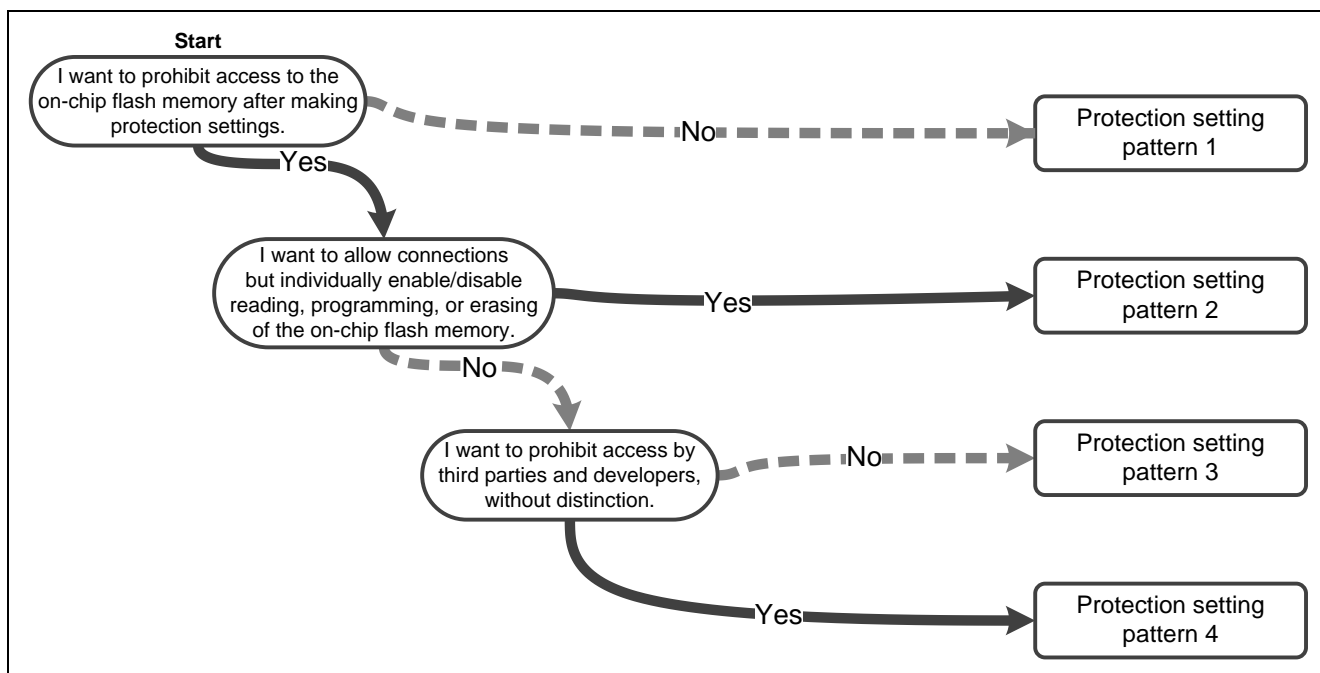 Start
I want to prohibit access to the
on-chip flash memory after making
protection settings.
No
Protection setting
pattern 1
Yes
I want to allow connections
but individually enable/disable
reading, programming, or erasing
of the on-chip flash memory.
Yes
Protection setting
pattern 2
No
I want to prohibit access by
third parties and developers,
without distinction.
No
Protection setting
pattern 3
Yes
Protection setting
pattern 4